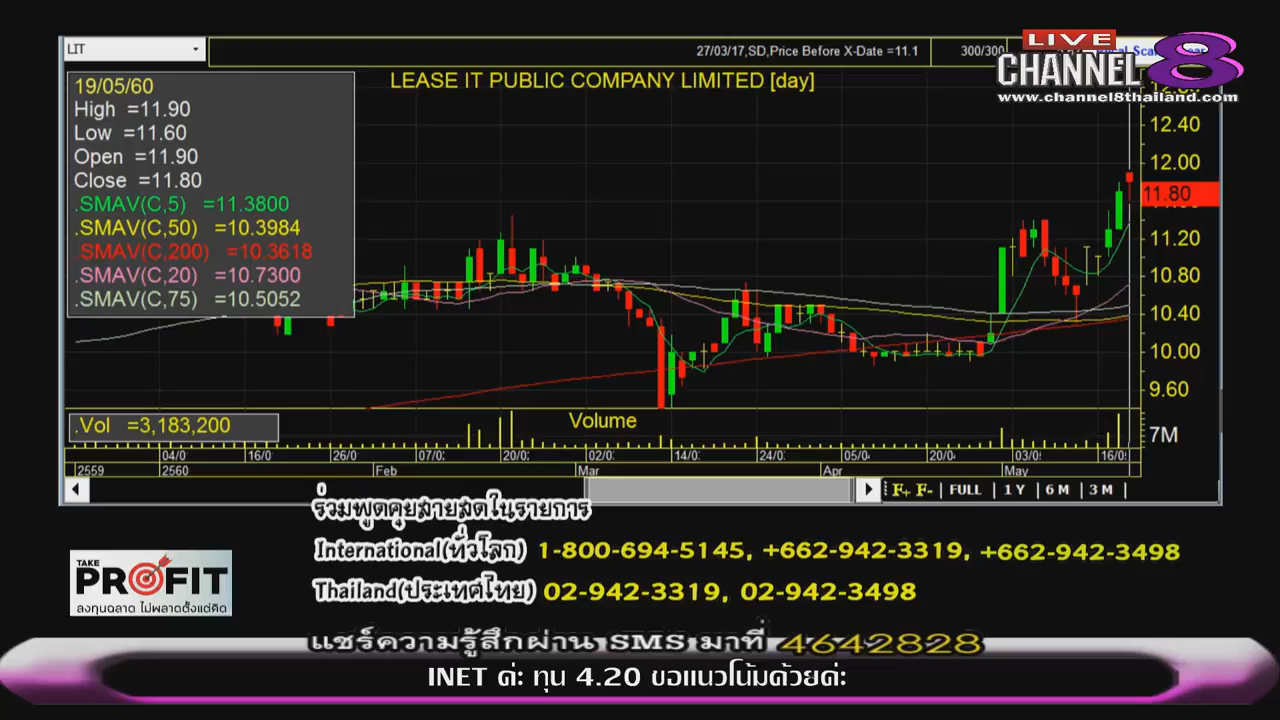 LIT
27/03/17,SD,Price Before X-Date =11.1
300/300
LIVE
CHANNEL 8
www.channel8thailand.com
LEASE IT PUBLIC COMPANY LIMITED [day]
19/05/60
High =11.90
Low =11.60
Open =11.90
Close =11.80
.SMAV(C,5) =11.3800
.SMAV(C,50) =10.3984
.SMAV(C,200) =10.3618
.SMAV(C,20) =10.7300
.SMAV(C,75) =10.5052
12.40
12.00
11.80
11.20
10.80
10.40
10.00
9.60
.Vol =3,183,200
Volume
7M
04/0 16/0 26/0 07/0 20/0 02/0 14/0 24/0 05/0 20/0 03/0 16/0
2559 2560 Feb Mar Apr May
F+ F- FULL 1 Y 6 M 3 M
0
ร่วมพูดคุยสายสดในรายการ
International(ทั่วโลก) 1-800-694-5145, +662-942-3319, +662-942-3498
Thailand(ประเทศไทย) 02-942-3319, 02-942-3498
TAKE
PROFIT
ลงทุนฉลาด ไม่พลาดตั้งแต่คิด
แชร์ความรู้สึกผ่าน SMS มาที่ 4642828
INET ค่ะ ทุน 4.20 ขอแนวโน้มด้วยค่ะ